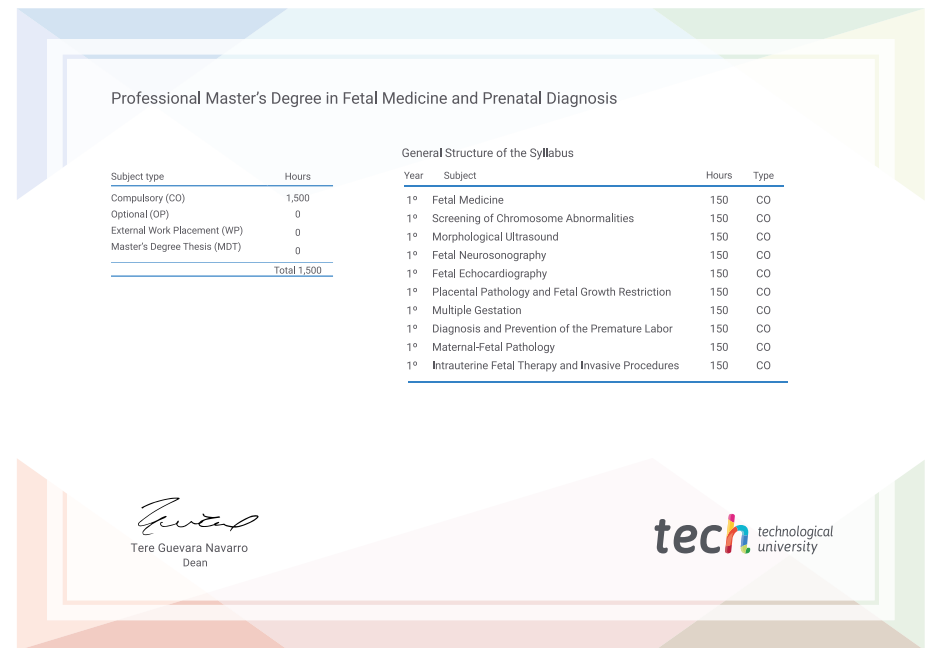 Professional Master's Degree in Fetal Medicine and Prenatal Diagnosis
Subject type Hours
Compulsory (CO) 1,500
Optional (OP) 0
External Work Placement (WP) 0
Master's Degree Thesis (MDT) 0
Total 1,500
General Structure of the Syllabus
Year Subject Hours Type
1º Fetal Medicine 150 CO
1º Screening of Chromosome Abnormalities 150 CO
1º Morphological Ultrasound 150 CO
1º Fetal Neurosonography 150 CO
1º Fetal Echocardiography 150 CO
1º Placental Pathology and Fetal Growth Restriction 150 CO
1º Multiple Gestation 150 CO
1º Diagnosis and Prevention of the Premature Labor 150 CO
1º Maternal-Fetal Pathology 150 CO
1º Intrauterine Fetal Therapy and Invasive Procedures 150 CO
Tere Guevara Navarro
Dean
tech technological
university